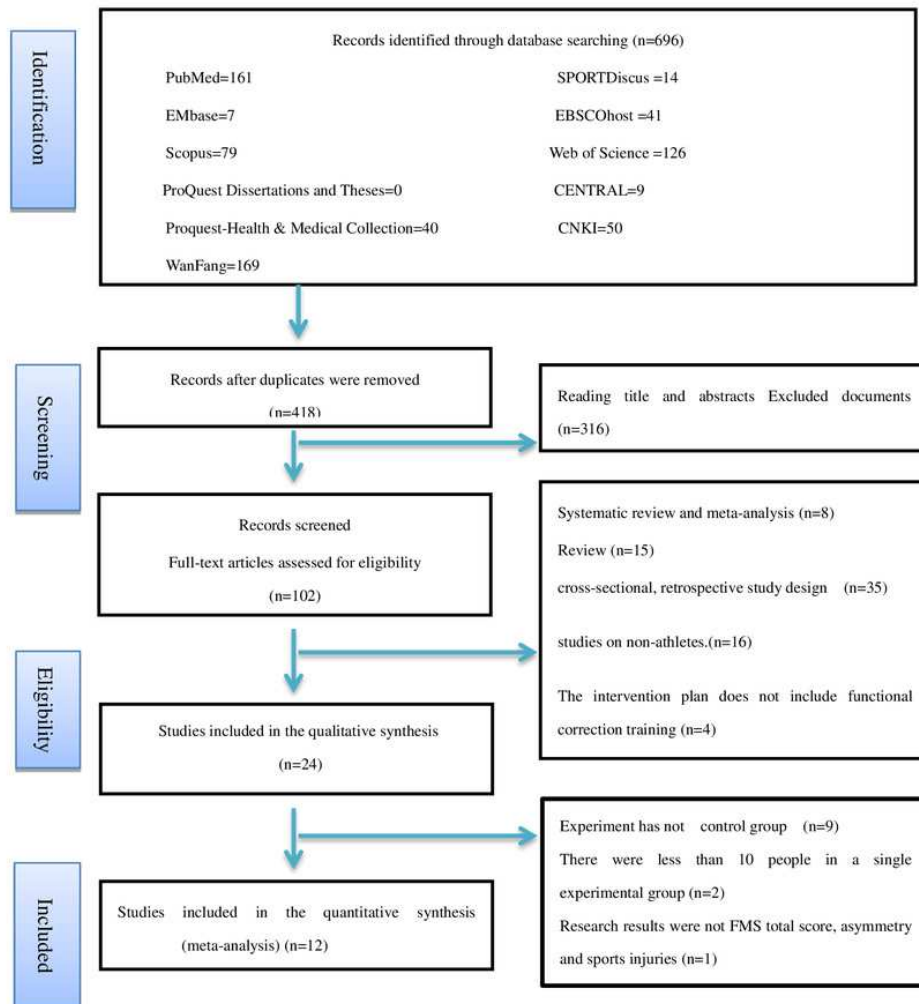 Identification
Records identified through database searching (n=696)
PubMed=161
SPORTDiscus =14
EMbase=7
EBSCOhost =41
Scopus=79
Web of Science =126
ProQuest Dissertations and Theses=0
CENTRAL=9
Proquest-Health & Medical Collection=40
CNKI=50
WanFang=169
Screening
Records after duplicates were removed
(n=418)
Reading title and abstracts Excluded documents
(n=316)
Records screened
Full-text articles assessed for eligibility
(n=102)
Systematic review and meta-analysis (n=8)
Review (n=15)
cross-sectional, retrospective study design (n=35)
studies on non-athletes.(n=16)
The intervention plan does not include functional
correction training (n=4)
Eligibility
Studies included in the qualitative synthesis
(n=24)
Experiment has not control group (n=9)
There were less than 10 people in a single
experimental group (n=2)
Research results were not FMS total score, asymmetry
and sports injuries (n=1)
Included
Studies included in the quantitative synthesis
(meta-analysis) (n=12)